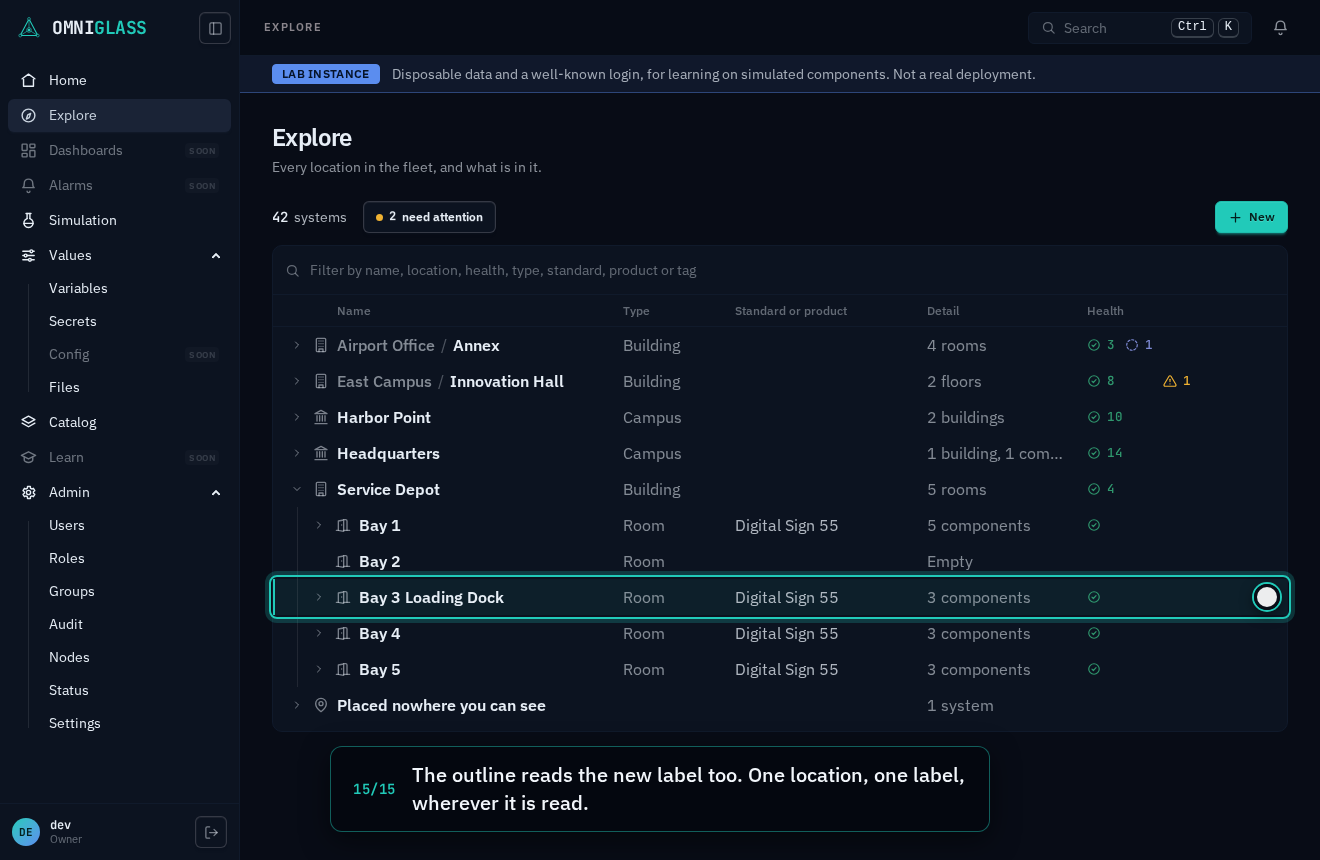 OMNIGLASS
EXPLORE
Search
Ctrl K
LAB INSTANCE Disposable data and a well-known login, for learning on simulated components. Not a real deployment.
Home
Explore
Dashboards SOON
Alarms SOON
Simulation
Values
Variables
Secrets
Config SOON
Files
Catalog
Learn SOON
Admin
Users
Roles
Groups
Audit
Nodes
Status
Settings
DE dev
Owner
Explore
Every location in the fleet, and what is in it.
42 systems 2 need attention
New
Filter by name, location, health, type, standard, product or tag
Name Type Standard or product Detail Health
Airport Office / Annex Building 4 rooms 3 1
East Campus / Innovation Hall Building 2 floors 8 1
Harbor Point Campus 2 buildings 10
Headquarters Campus 1 building, 1 com... 14
Service Depot Building 5 rooms 4
Bay 1 Room Digital Sign 55 5 components
Bay 2 Room Empty
Bay 3 Loading Dock Room Digital Sign 55 3 components
Bay 4 Room Digital Sign 55 3 components
Bay 5 Room Digital Sign 55 3 components
Placed nowhere you can see 1 system
15/15 The outline reads the new label too. One location, one label,
wherever it is read.